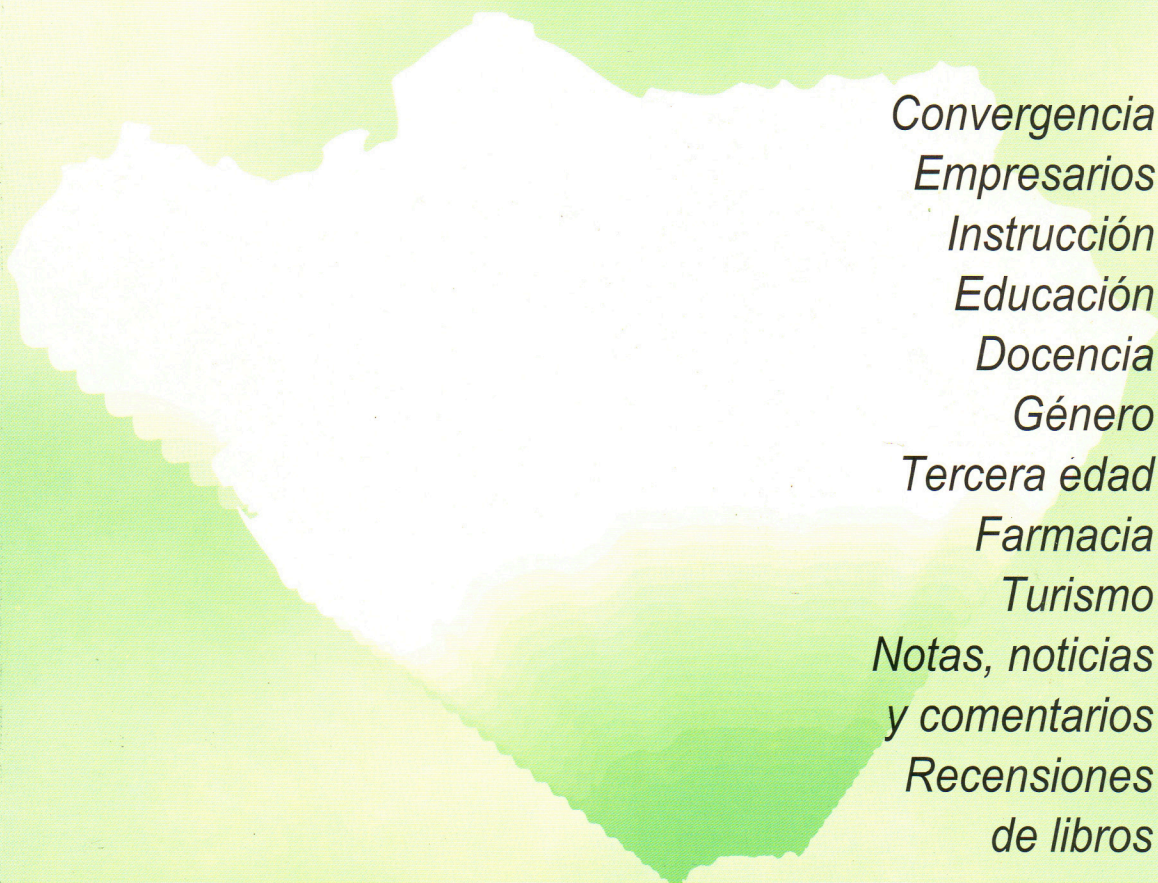 Convergencia
Empresarios
Instrucción
Educación
Docencia
Género
Tercera edad
Farmacia
Turismo
Notas, noticias
y comentarios
Recensiones
de libros